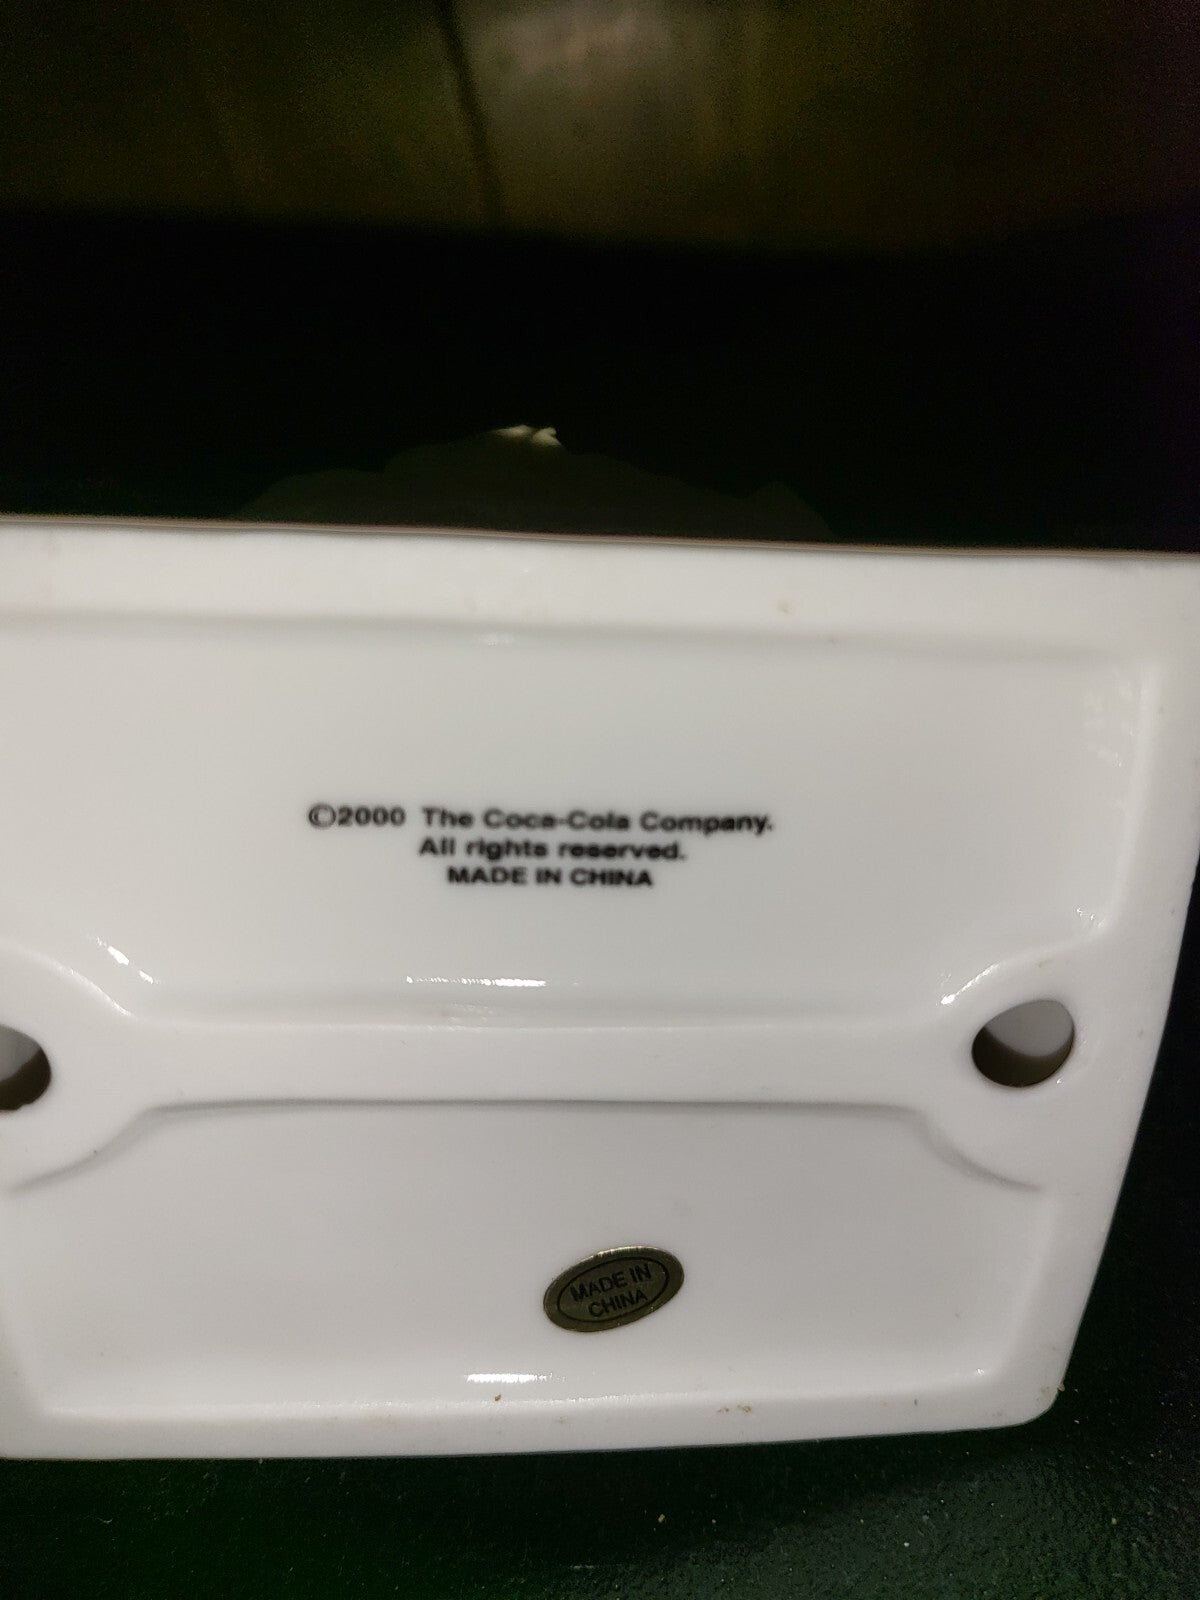 ©2000 The Coca-Cola Company.
All rights reserved.
MADE IN CHINA
MADE IN
CHINA